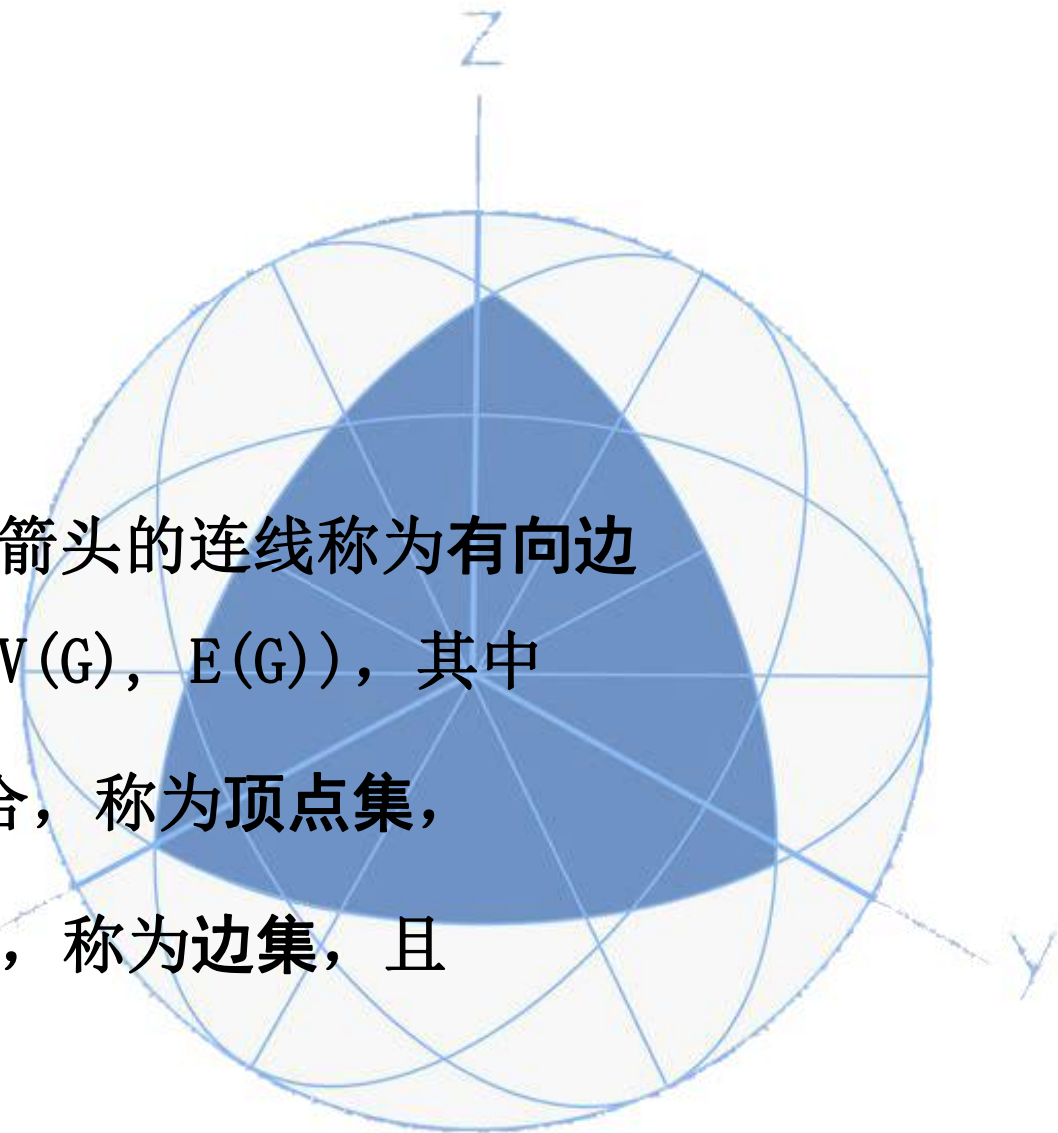 Z
箭头的连线称为有向边
V(G), E(G)), 其中
合, 称为顶点集,
, 称为边集, 且
y